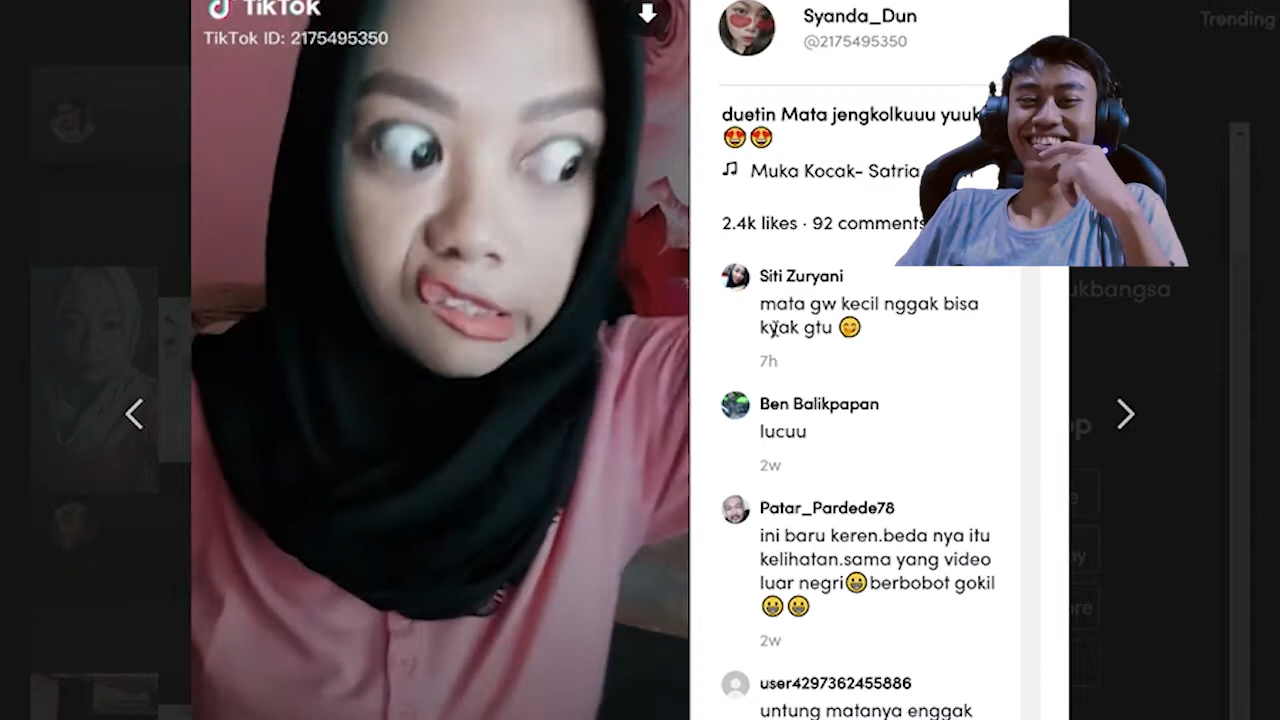 TikTok
TikTok ID: 2175495350
Trending
Syanda_Dun
@2175495350
duetin Mata jengkolkuuu yuuk
😍😍
Muka Kocak- Satria
2.4k likes · 92 comments
Siti Zuryani
mata gw kecil nggak bisa
kyak gtu 😋
7h
ukbangsa
Ben Balikpapan
lucuu
2w
Patar_Pardede78
ini baru keren.beda nya itu
kelihatan.sama yang video
luar negri😀berbobot gokil
😀😀
2w
user4297362455886
untung matanya enggak